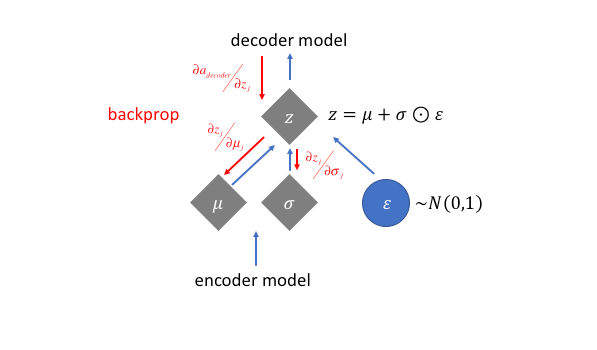 decoder model
∂a_decoder/∂z_j
backprop
z
z = μ + σ ⊙ ε
∂z_j/∂μ_j
∂z_j/∂σ_j
μ
σ
ε
~N(0,1)
encoder model